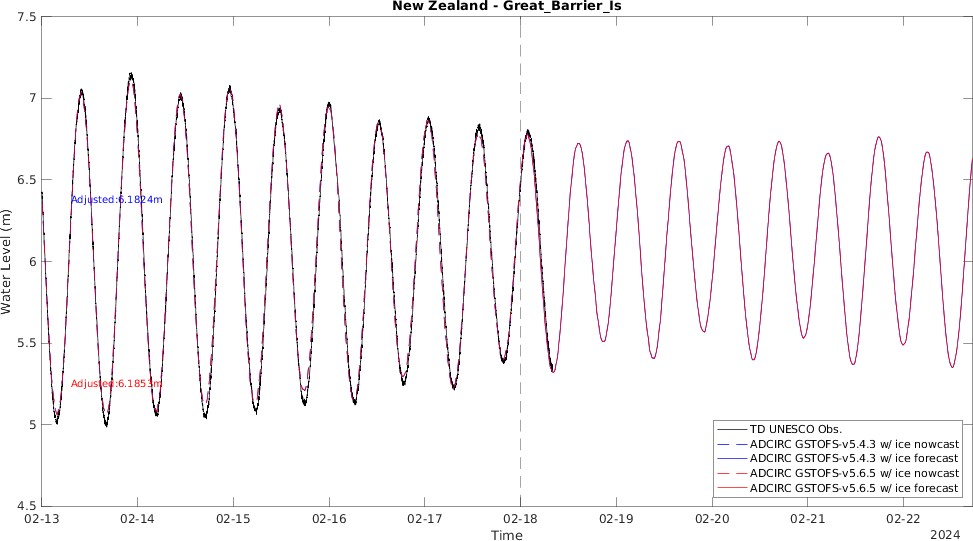 New Zealand - Great_Barrier_Is
Water Level (m)
7.5
7
6.5
6
5.5
5
4.5
Adjusted:6.1824m
Adjusted:6.1853m
TD UNESCO Obs.
ADCIRC GSTOFS-v5.4.3 w/ ice nowcast
ADCIRC GSTOFS-v5.4.3 w/ ice forecast
ADCIRC GSTOFS-v5.6.5 w/ ice nowcast
ADCIRC GSTOFS-v5.6.5 w/ ice forecast
02-13 02-14 02-15 02-16 02-17 02-18 02-19 02-20 02-21 02-22
Time
2024